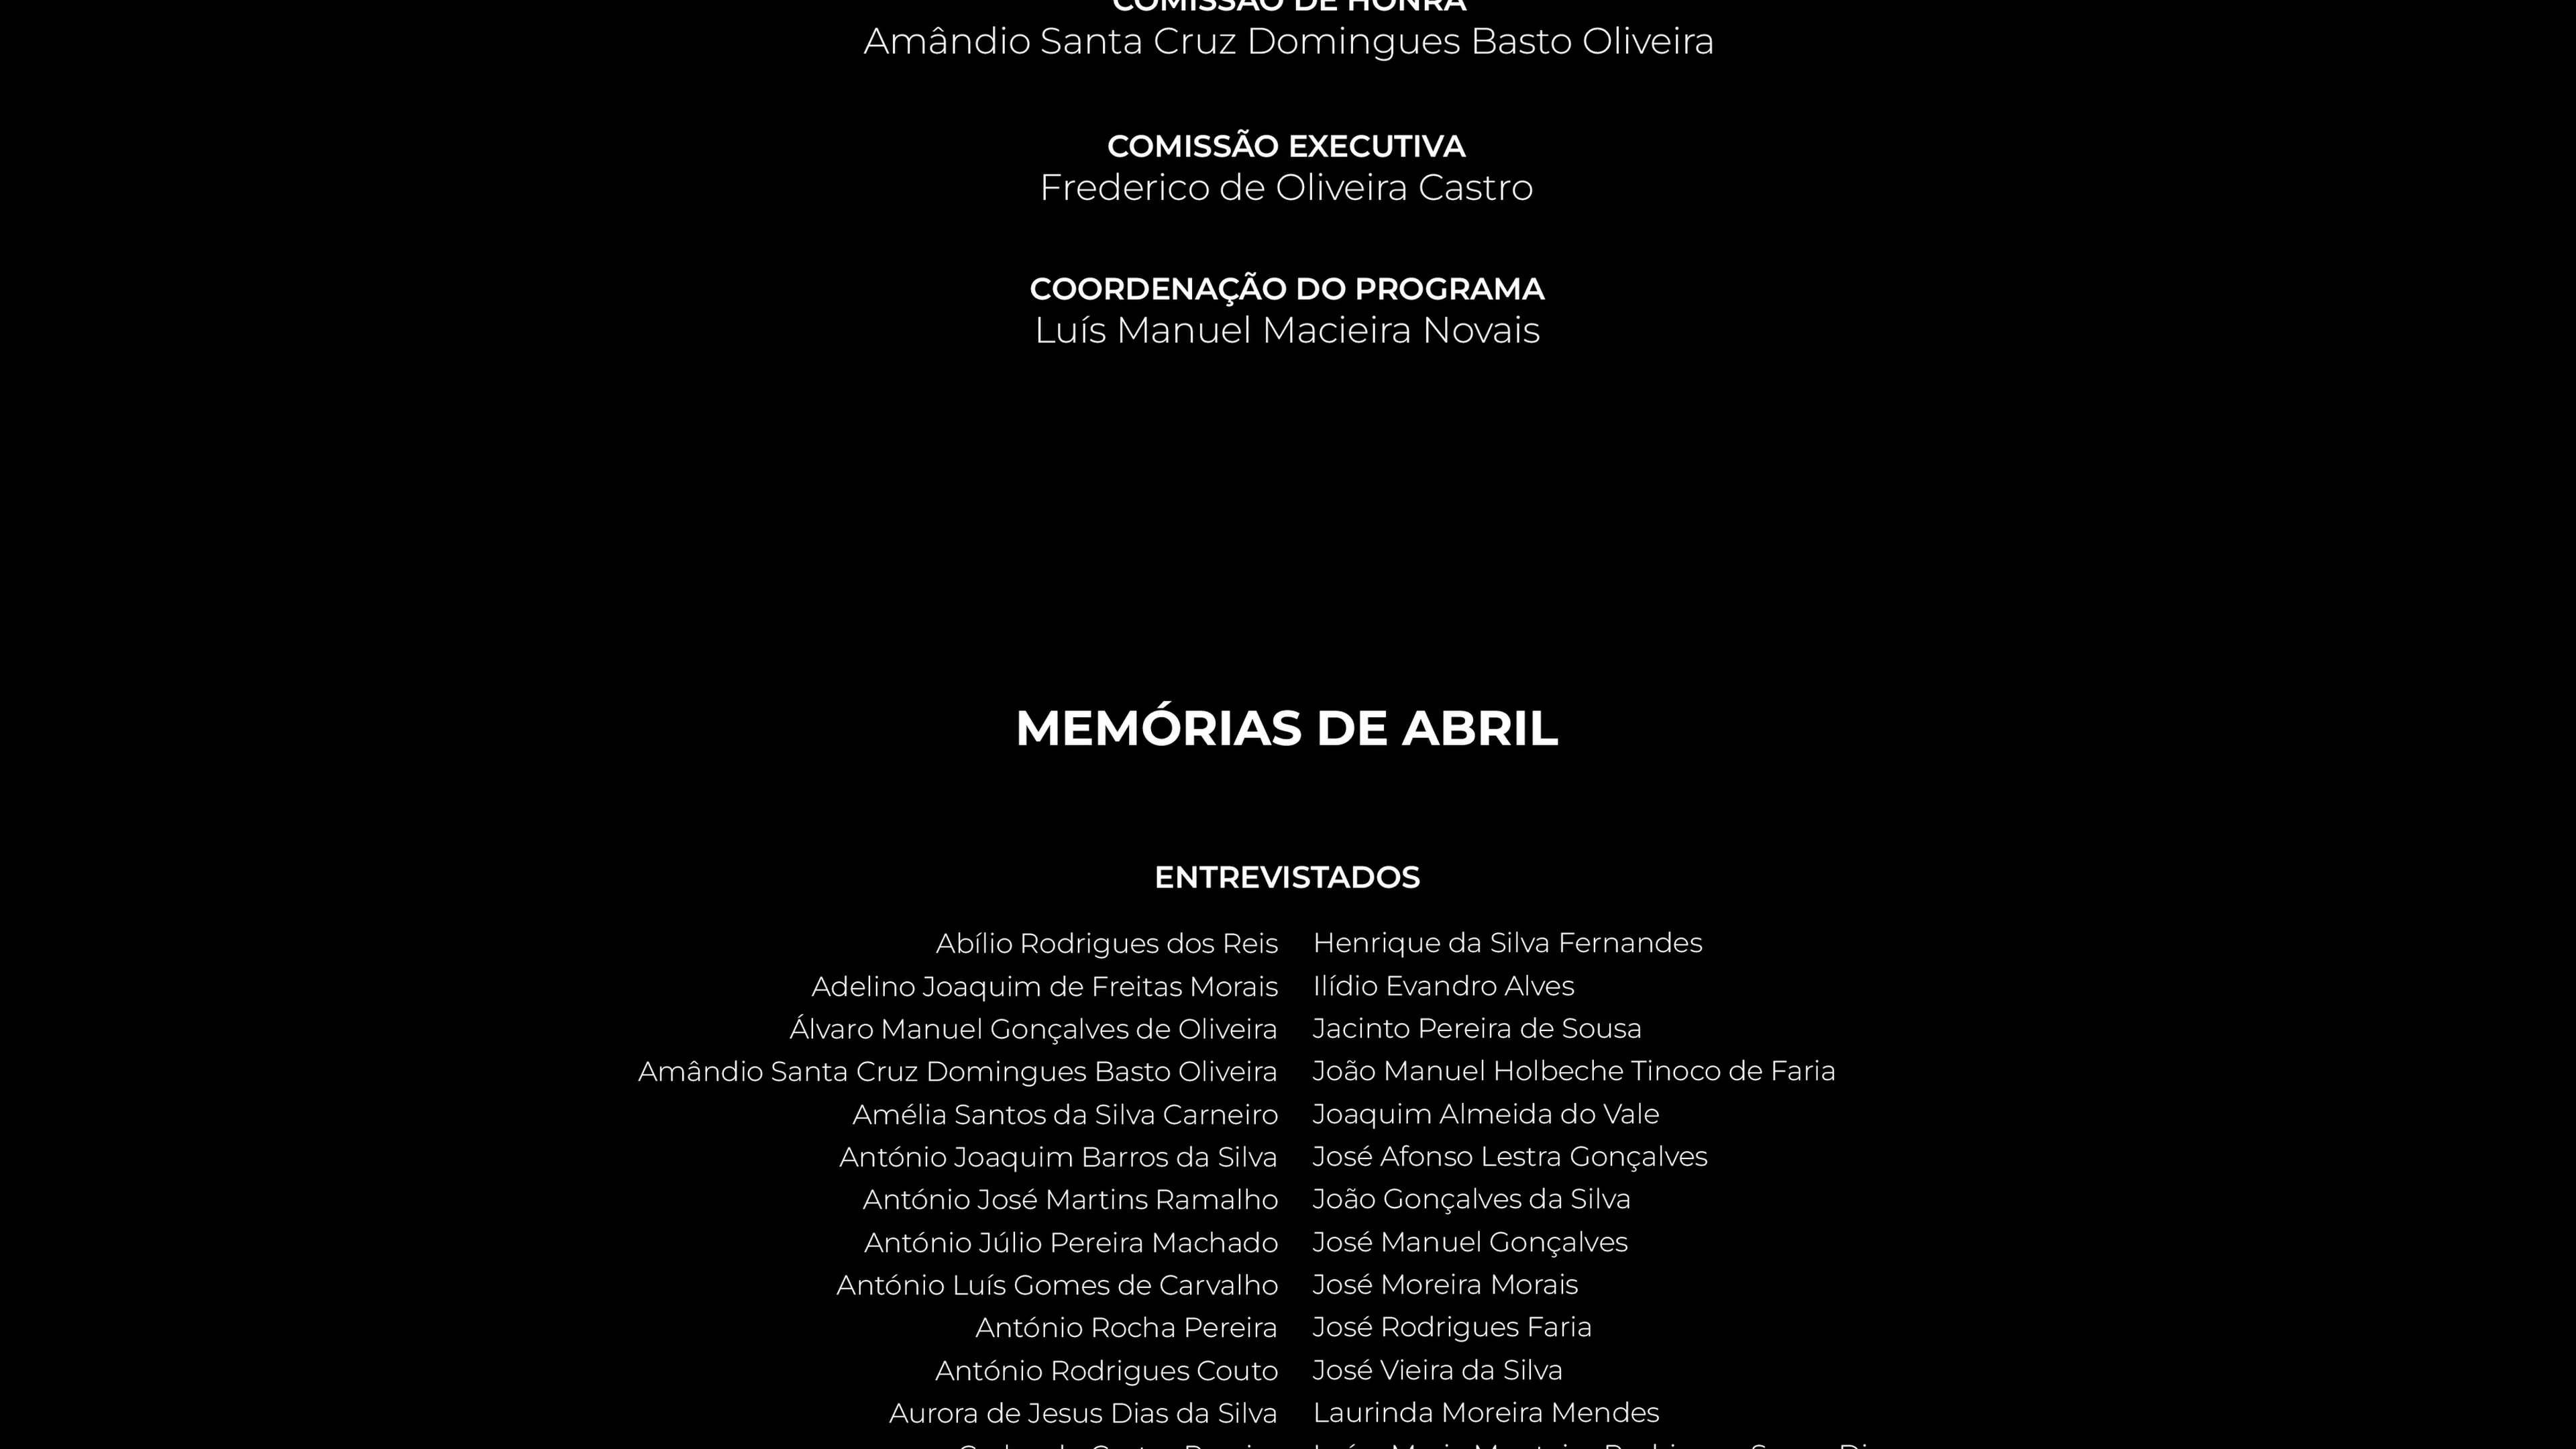 COMISSÃO DE HONRA
Amândio Santa Cruz Domingues Basto Oliveira
COMISSÃO EXECUTIVA
Frederico de Oliveira Castro
COORDENAÇÃO DO PROGRAMA
Luís Manuel Macieira Novais
MEMÓRIAS DE ABRIL
ENTREVISTADOS
Abílio Rodrigues dos Reis Henrique da Silva Fernandes
Adelino Joaquim de Freitas Morais Ilídio Evandro Alves
Álvaro Manuel Gonçalves de Oliveira Jacinto Pereira de Sousa
Amândio Santa Cruz Domingues Basto Oliveira João Manuel Holbeche Tinoco de Faria
Amélia Santos da Silva Carneiro Joaquim Almeida do Vale
António Joaquim Barros da Silva José Afonso Lestra Gonçalves
António José Martins Ramalho João Gonçalves da Silva
António Júlio Pereira Machado José Manuel Gonçalves
António Luís Gomes de Carvalho José Moreira Morais
António Rocha Pereira José Rodrigues Faria
António Rodrigues Couto José Vieira da Silva
Aurora de Jesus Dias da Silva Laurinda Moreira Mendes